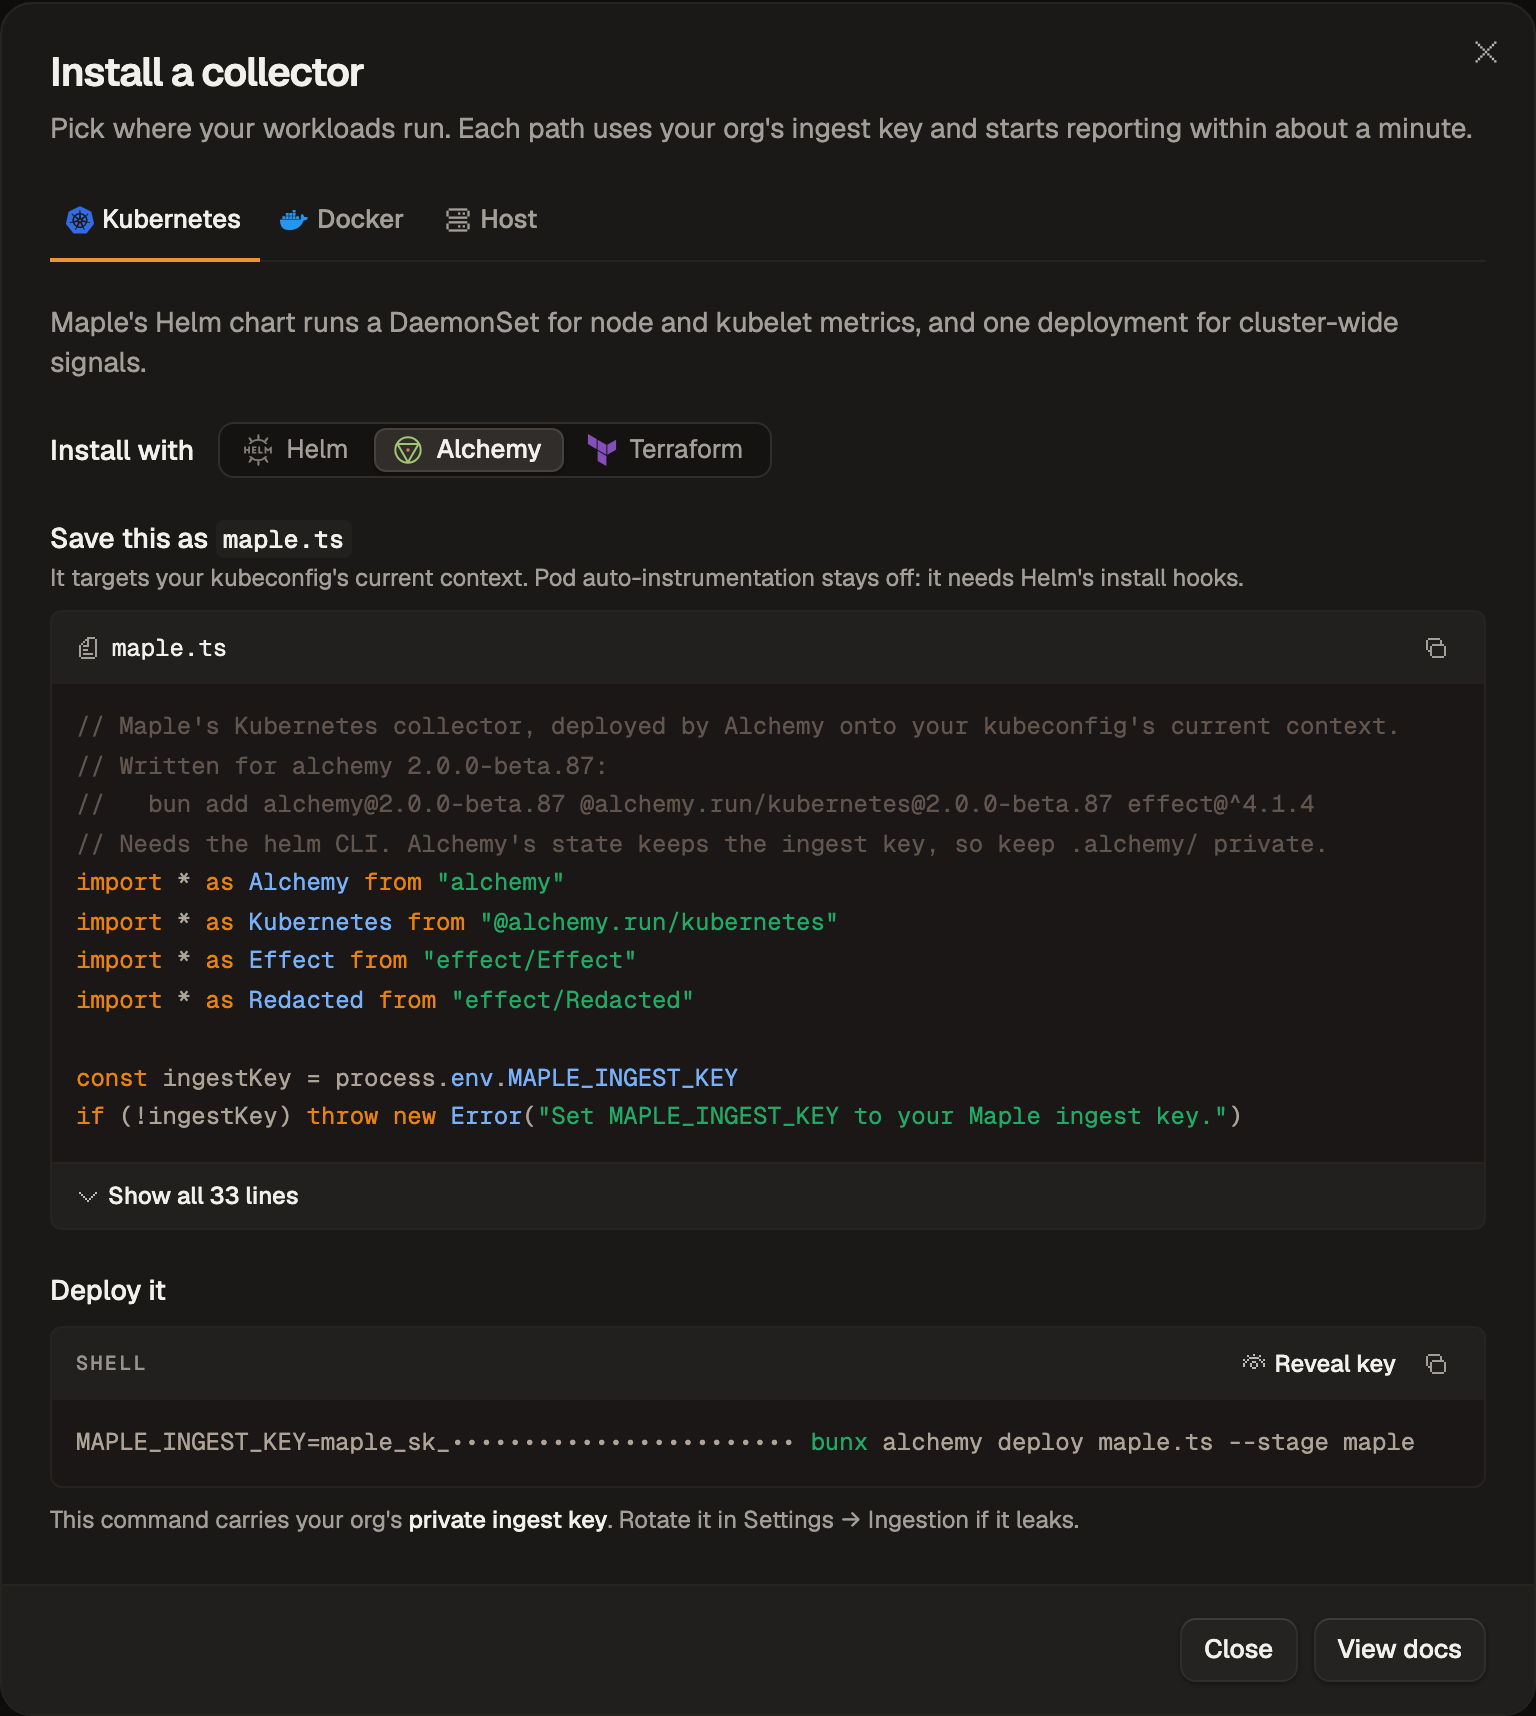 Install a collector
Pick where your workloads run. Each path uses your org's ingest key and starts reporting within about a minute.
Kubernetes
Docker
Host
Maple's Helm chart runs a DaemonSet for node and kubelet metrics, and one deployment for cluster-wide
signals.
Install with
HELM
Helm
Alchemy
Terraform
Save this as maple.ts
It targets your kubeconfig's current context. Pod auto-instrumentation stays off: it needs Helm's install hooks.
maple.ts
// Maple's Kubernetes collector, deployed by Alchemy onto your kubeconfig's current context.
// Written for alchemy 2.0.0-beta.87:
//   bun add alchemy@2.0.0-beta.87 @alchemy.run/kubernetes@2.0.0-beta.87 effect@^4.1.4
// Needs the helm CLI. Alchemy's state keeps the ingest key, so keep .alchemy/ private.
import * as Alchemy from "alchemy"
import * as Kubernetes from "@alchemy.run/kubernetes"
import * as Effect from "effect/Effect"
import * as Redacted from "effect/Redacted"
const ingestKey = process.env.MAPLE_INGEST_KEY
if (!ingestKey) throw new Error("Set MAPLE_INGEST_KEY to your Maple ingest key.")
Show all 33 lines
Deploy it
SHELL
Reveal key
MAPLE_INGEST_KEY=maple_sk_•••••••••••••••••••••••• bunx alchemy deploy maple.ts --stage maple
This command carries your org's private ingest key. Rotate it in Settings → Ingestion if it leaks.
Close
View docs